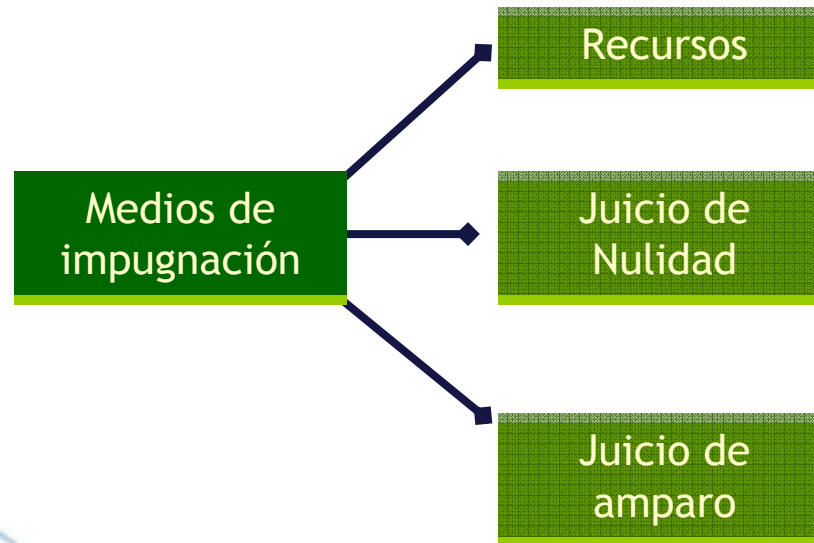 Recursos
Medios de
impugnación
Juicio de
Nulidad
Juicio de
amparo